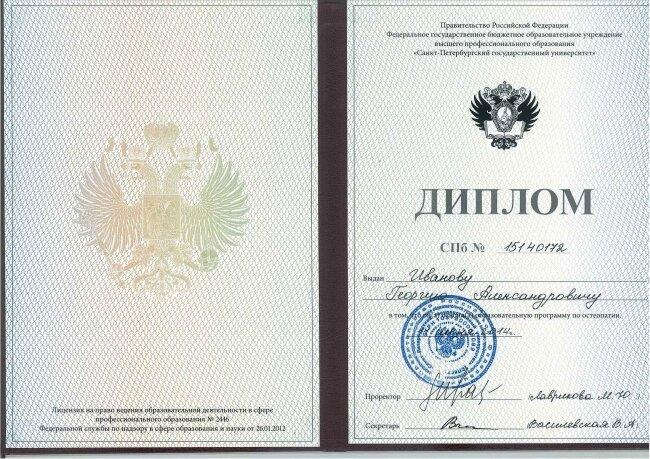 Лицензия на право ведения образовательной деятельности в сфере
профессионального образования № 2446
Федеральной службы по надзору в сфере образования и науки от 26.01.2012
Правительство Российской Федерации
Федеральное государственное бюджетное образовательное учреждение
высшего профессионального образования
«Санкт-Петербургский государственный университет»
ДИПЛОМ
СПб № 15140172
Выдан Иванову
Георгию Александровичу
в том, образовательную программу по остеопатии.
2014г.
Проректор Лаврикова М.Ю.
Секретарь Василевская В.А.